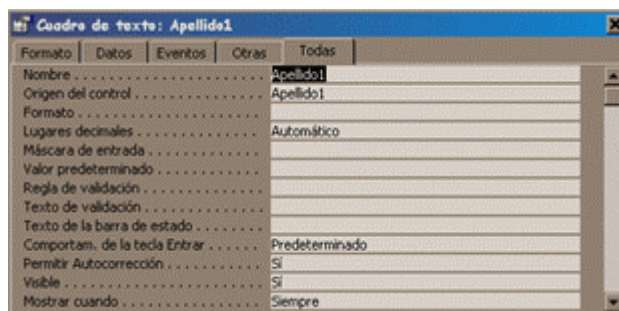 Cuadro de texto: Apellido1
Formato Datos Eventos Otras Todas
Nombre . . . . . . . . . . . . . . . . . . . . Apellido1
Origen del control . . . . . . . . . . . . . . Apellido1
Formato . . . . . . . . . . . . . . . . . . . .
Lugares decimales . . . . . . . . . . . . . Automático
Máscara de entrada . . . . . . . . . . . .
Valor predeterminado . . . . . . . . . . .
Regla de validación . . . . . . . . . . . . .
Texto de validación . . . . . . . . . . . . .
Texto de la barra de estado . . . . . . .
Comportam. de la tecla Entrar . . . . . . Predeterminado
Permitir Autocorrección . . . . . . . . . . Sí
Visible . . . . . . . . . . . . . . . . . . . . . Sí
Mostrar cuando . . . . . . . . . . . . . . . Siempre